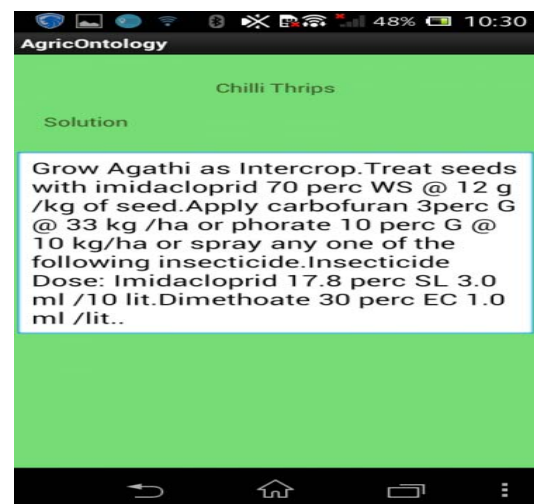 48% 10:30
AgricOntology
Chilli Thrips
Solution
Grow Agathi as Intercrop.Treat seeds
with imidacloprid 70 perc WS @ 12 g
/kg of seed.Apply carbofuran 3perc G
@ 33 kg /ha or phorate 10 perc G @
10 kg/ha or spray any one of the
following insecticide.Insecticide
Dose: Imidacloprid 17.8 perc SL 3.0
ml /10 lit.Dimethoate 30 perc EC 1.0
ml /lit..